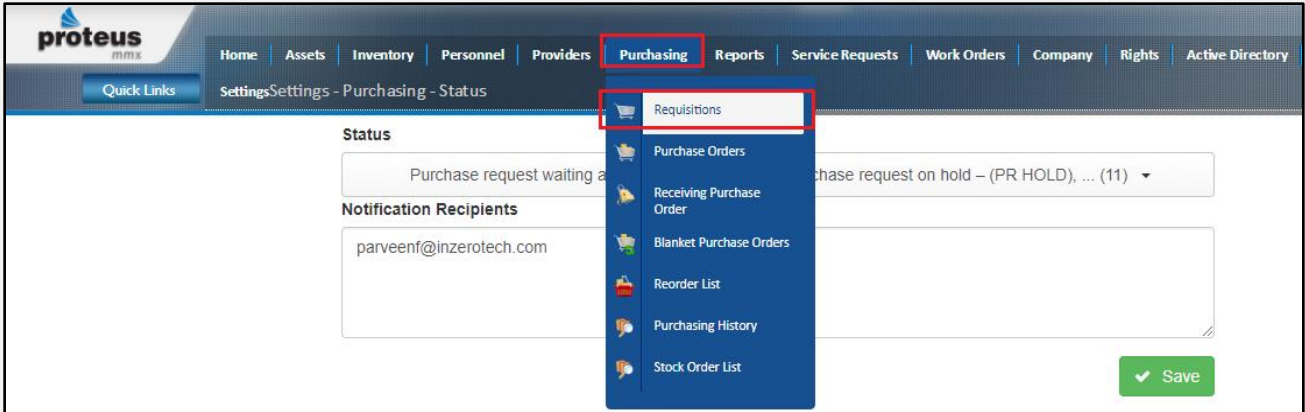 proteus
mmx
Home Assets Inventory Personnel Providers Purchasing Reports Service Requests Work Orders Company Rights Active Directory
Quick Links
SettingsSettings - Purchasing - Status
Requisitions
Status
Purchase Orders
Purchase request waiting a
chase request on hold – (PR HOLD), ... (11)
Receiving Purchase
Order
Notification Recipients
parveenf@inzerotech.com
Blanket Purchase Orders
Reorder List
Purchasing History
Stock Order List
Save